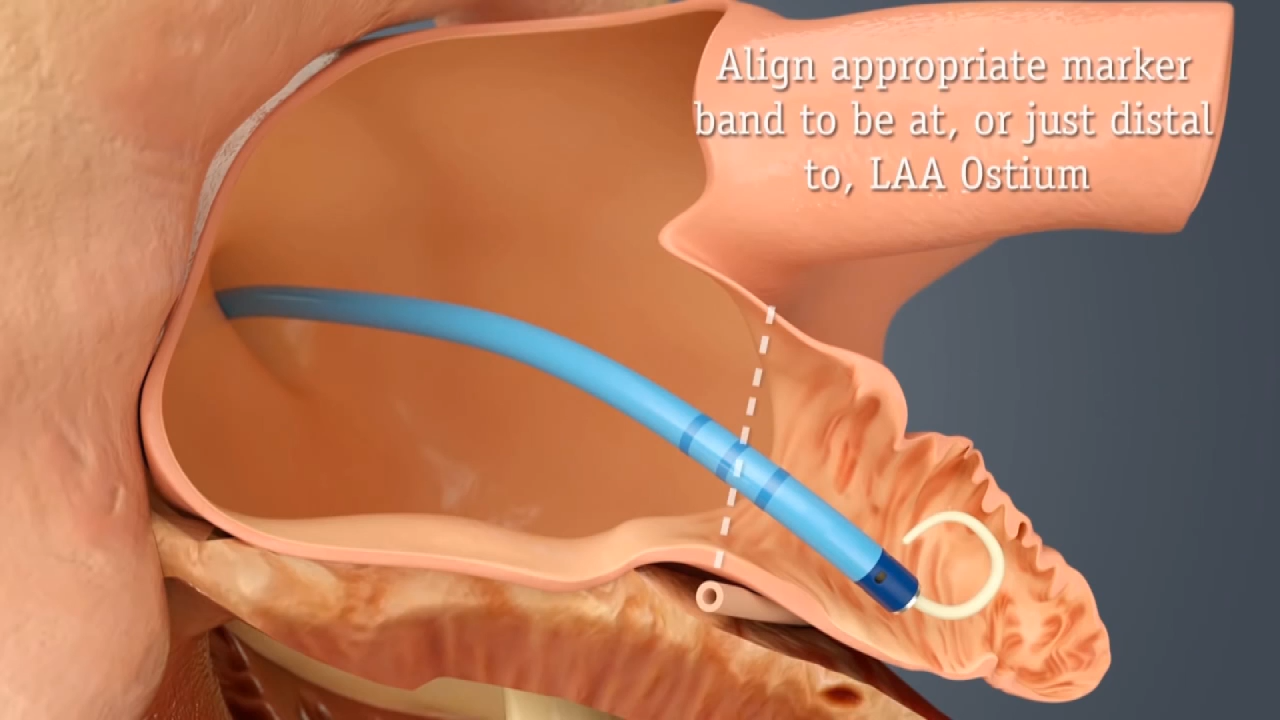 Align appropriate marker
band to be at, or just distal
to, LAA Ostium